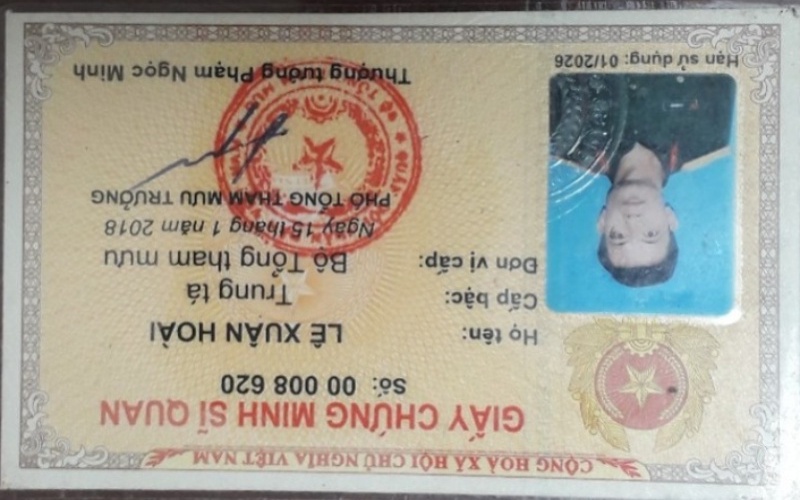 CỘNG HOÀ XÃ HỘI CHỦ NGHĨA VIỆT NAM
GIẤY CHỨNG MINH SĨ QUAN
Số: 00 008 620
Họ tên: LÊ XUÂN HOÀI
Cấp bậc: Trung tá
Đơn vị cấp: Bộ Tổng tham mưu
Ngày 15 tháng 1 năm 2018
PHÓ TỔNG THAM MƯU TRƯỞNG
Thượng tướng Phạm Ngọc Minh
Hạn sử dụng: 01/2026